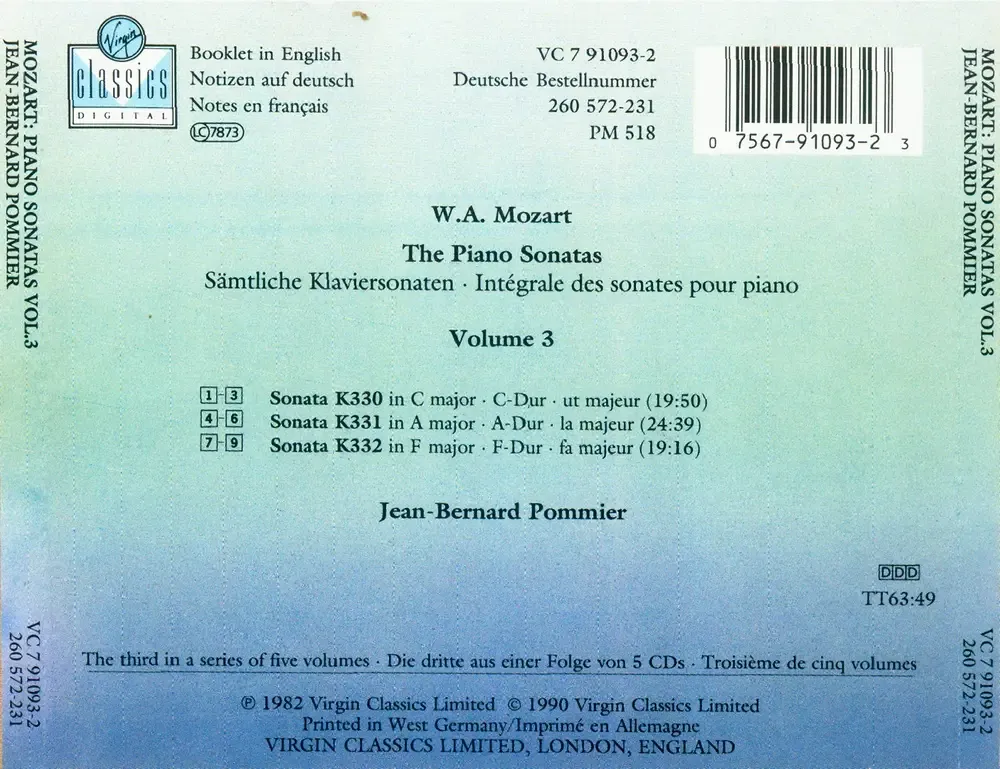 MOZART: PIANO SONATAS VOL.3
JEAN-BERNARD POMMIER
Virgin
classics
DIGITAL
Booklet in English
Notizen auf deutsch
Notes en français
LC 7873
VC 7 91093-2
Deutsche Bestellnummer
260 572-231
PM 518
0 7567-91093-2 3
W.A. Mozart
The Piano Sonatas
Sämtliche Klaviersonaten · Intégrale des sonates pour piano
Volume 3
1-3 Sonata K330 in C major · C-Dur · ut majeur (19:50)
4-6 Sonata K331 in A major · A-Dur · la majeur (24:39)
7-9 Sonata K332 in F major · F-Dur · fa majeur (19:16)
Jean-Bernard Pommier
DDD
TT63:49
The third in a series of five volumes · Die dritte aus einer Folge von 5 CDs · Troisième de cinq volumes
℗ 1982 Virgin Classics Limited © 1990 Virgin Classics Limited
Printed in West Germany/Imprimé en Allemagne
VIRGIN CLASSICS LIMITED, LONDON, ENGLAND
VC 7 91093-2
260 572-231
MOZART: PIANO SONATAS VOL.3
JEAN-BERNARD POMMIER
VC 7 91093-2
260 572-231